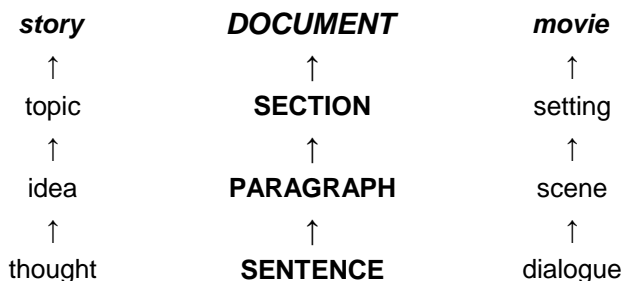 story DOCUMENT movie
↑ ↑ ↑
topic SECTION setting
↑ ↑ ↑
idea PARAGRAPH scene
↑ ↑ ↑
thought SENTENCE dialogue